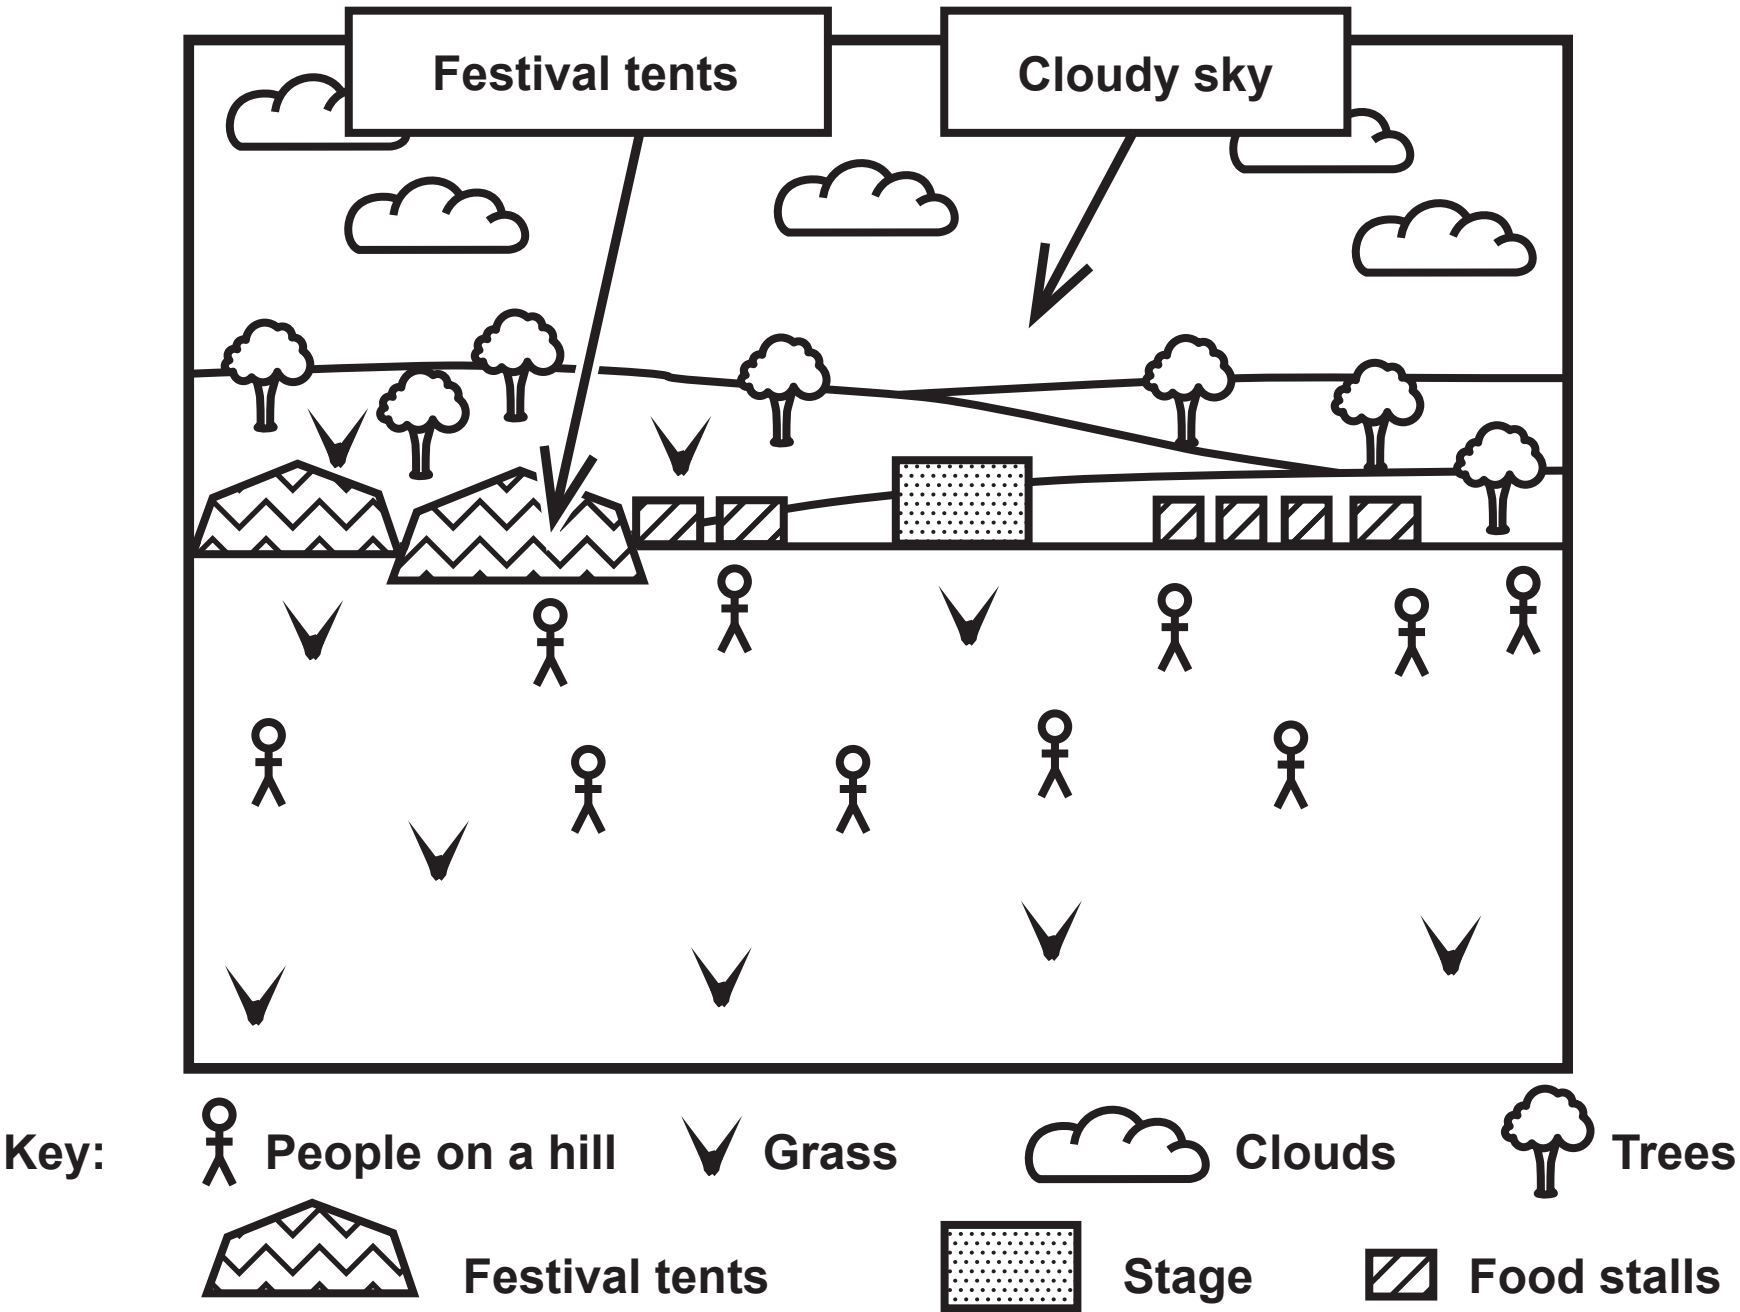 Festival tents
Cloudy sky
Key:
People on a hill
Grass
Clouds
Trees
Festival tents
Stage
Food stalls